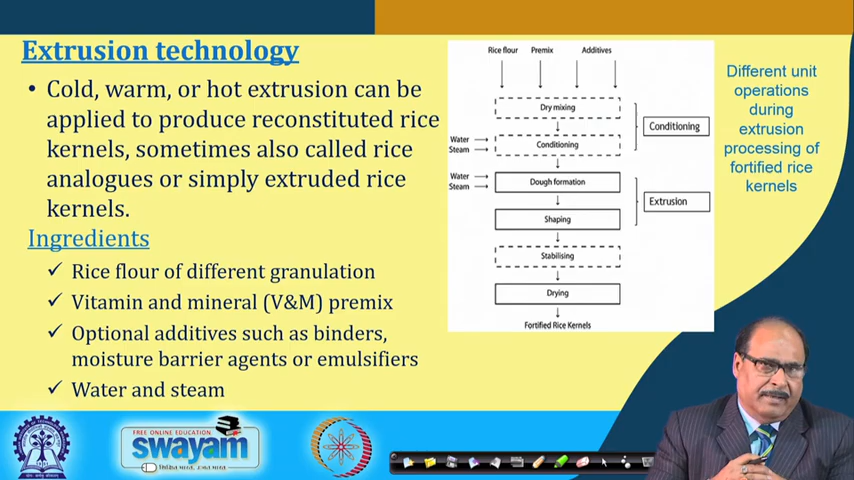 Extrusion technology
• Cold, warm, or hot extrusion can be
applied to produce reconstituted rice
kernels, sometimes also called rice
analogues or simply extruded rice
kernels.
Ingredients
✓ Rice flour of different granulation
✓ Vitamin and mineral (V&M) premix
✓ Optional additives such as binders,
moisture barrier agents or emulsifiers
✓ Water and steam
Rice flour Premix Additives
Dry mixing
Conditioning
Water
Steam
Conditioning
Water
Steam
Dough formation
Extrusion
Shaping
Stabilising
Drying
Fortified Rice Kernels
Different unit
operations
during
extrusion
processing of
fortified rice
kernels
FREE ONLINE EDUCATION
swayam